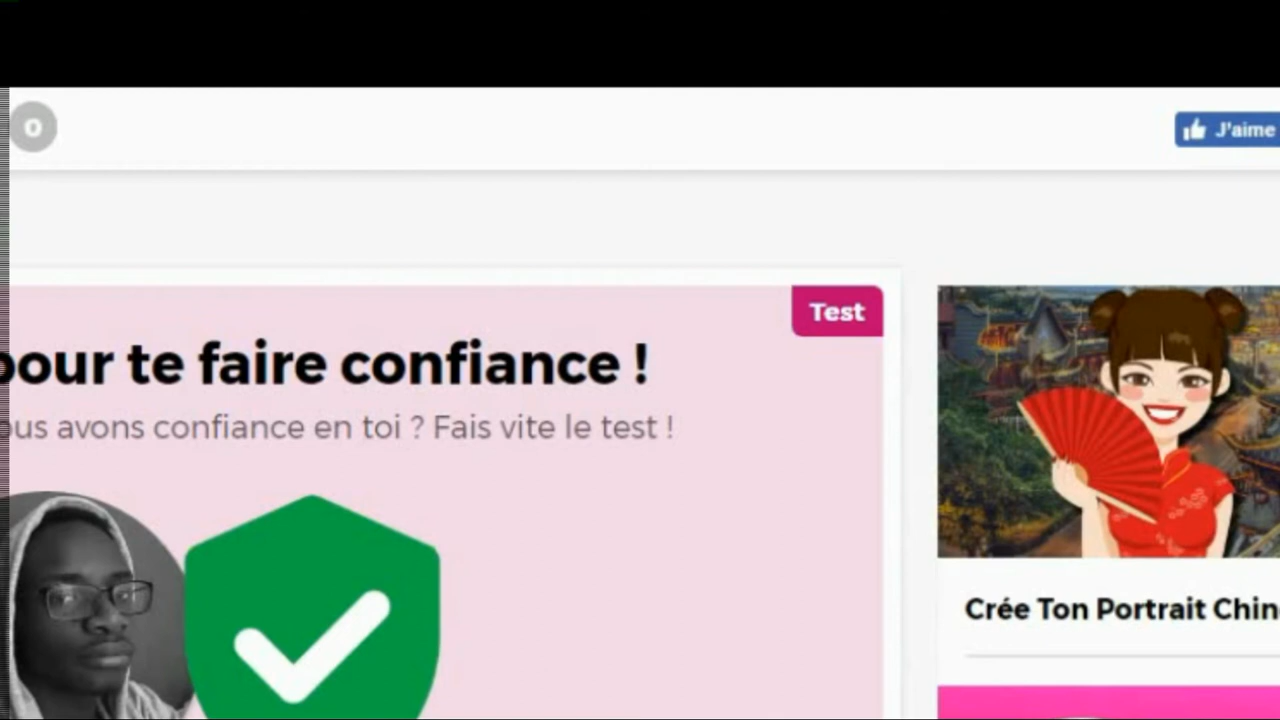 o
J'aime
Test
pour te faire confiance !
ous avons confiance en toi ? Fais vite le test !
Crée Ton Portrait Chin